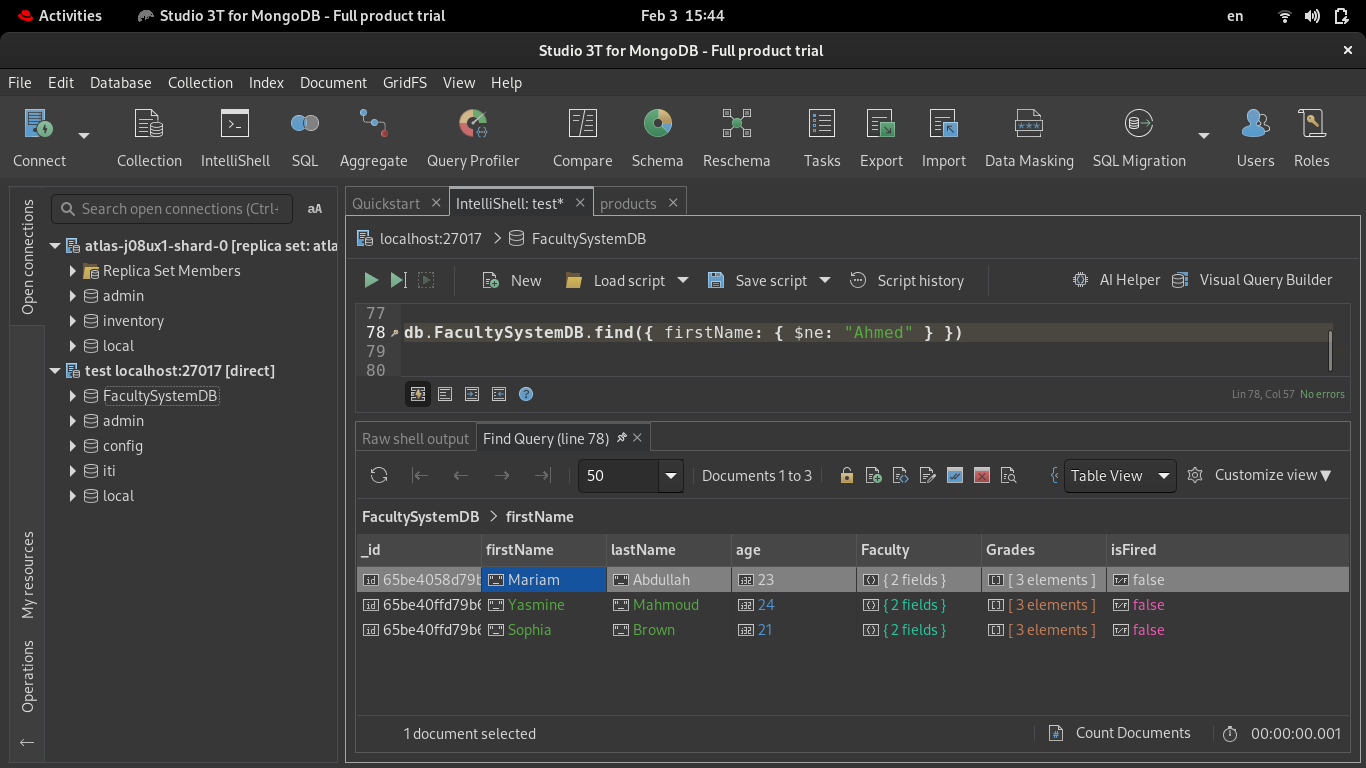 Activities
Studio 3T for MongoDB - Full product trial
Feb 3 15:44
en
Studio 3T for MongoDB - Full product trial
File Edit Database Collection Index Document GridFS View Help
Connect Collection IntelliShell SQL Aggregate Query Profiler Compare Schema Reschema Tasks Export Import Data Masking SQL Migration Users Roles
Open connections
My resources
Operations
Search open connections (Ctrl-
aA
atlas-j08ux1-shard-0 [replica set: atla
Replica Set Members
admin
inventory
local
test localhost:27017 [direct]
FacultySystemDB
admin
config
iti
local
Quickstart IntelliShell: test* products
localhost:27017 FacultySystemDB
New Load script Save script Script history AI Helper Visual Query Builder
77
78 db.FacultySystemDB.find({ firstName: { $ne: "Ahmed" } })
79
80
Lin 78, Col 57 No errors
Raw shell output Find Query (line 78)
50 Documents 1 to 3 Table View Customize view
FacultySystemDB > firstName
_id firstName lastName age Faculty Grades isFired
id 65be4058d79b Mariam Abdullah i32 23 { 2 fields } [ 3 elements ] T/F false
id 65be40ffd79b6 Yasmine Mahmoud i32 24 { 2 fields } [ 3 elements ] T/F false
id 65be40ffd79b6 Sophia Brown i32 21 { 2 fields } [ 3 elements ] T/F false
1 document selected
Count Documents 00:00:00.001